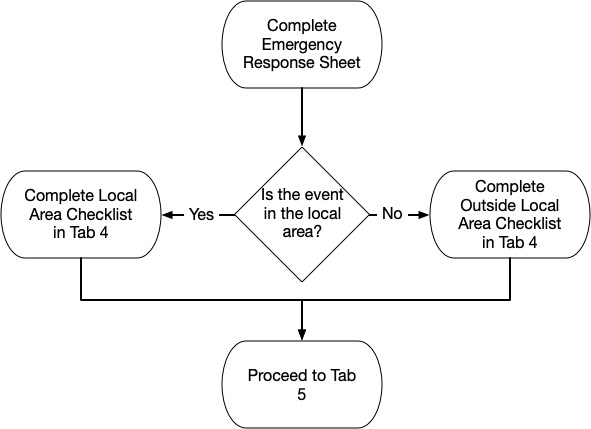 Complete
Emergency
Response Sheet
Is the event
in the local
area?
Yes
No
Complete Local
Area Checklist
in Tab 4
Complete
Outside Local
Area Checklist
in Tab 4
Proceed to Tab
5